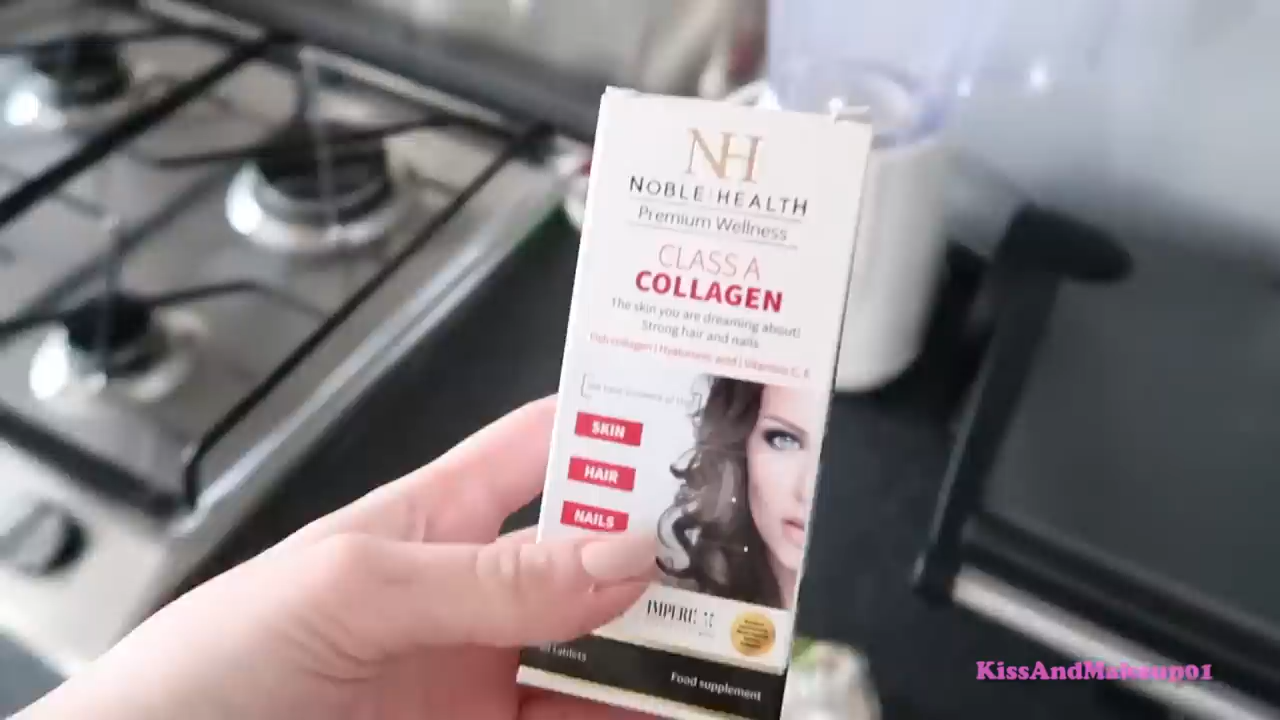 NH
NOBLE HEALTH
Premium Wellness
CLASS A
COLLAGEN
The skin you are dreaming about!
Strong hair and nails
Fish collagen | Hyaluronic acid | Vitamins C, E
SKIN
HAIR
NAILS
tablets
Food supplement
KissAndMakeup01